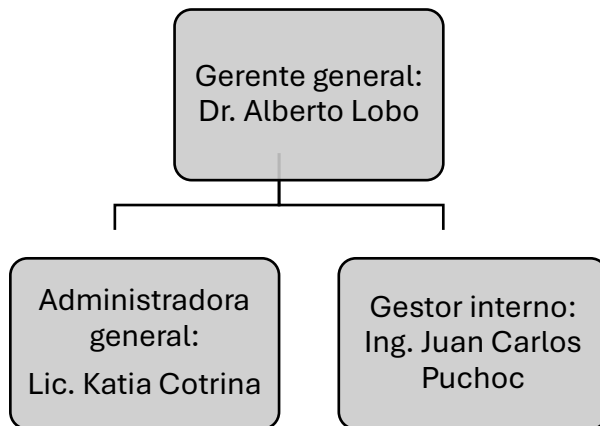 Gerente general:
Dr. Alberto Lobo
Administradora
general:
Lic. Katia Cotrina
Gestor interno:
Ing. Juan Carlos
Puchoc